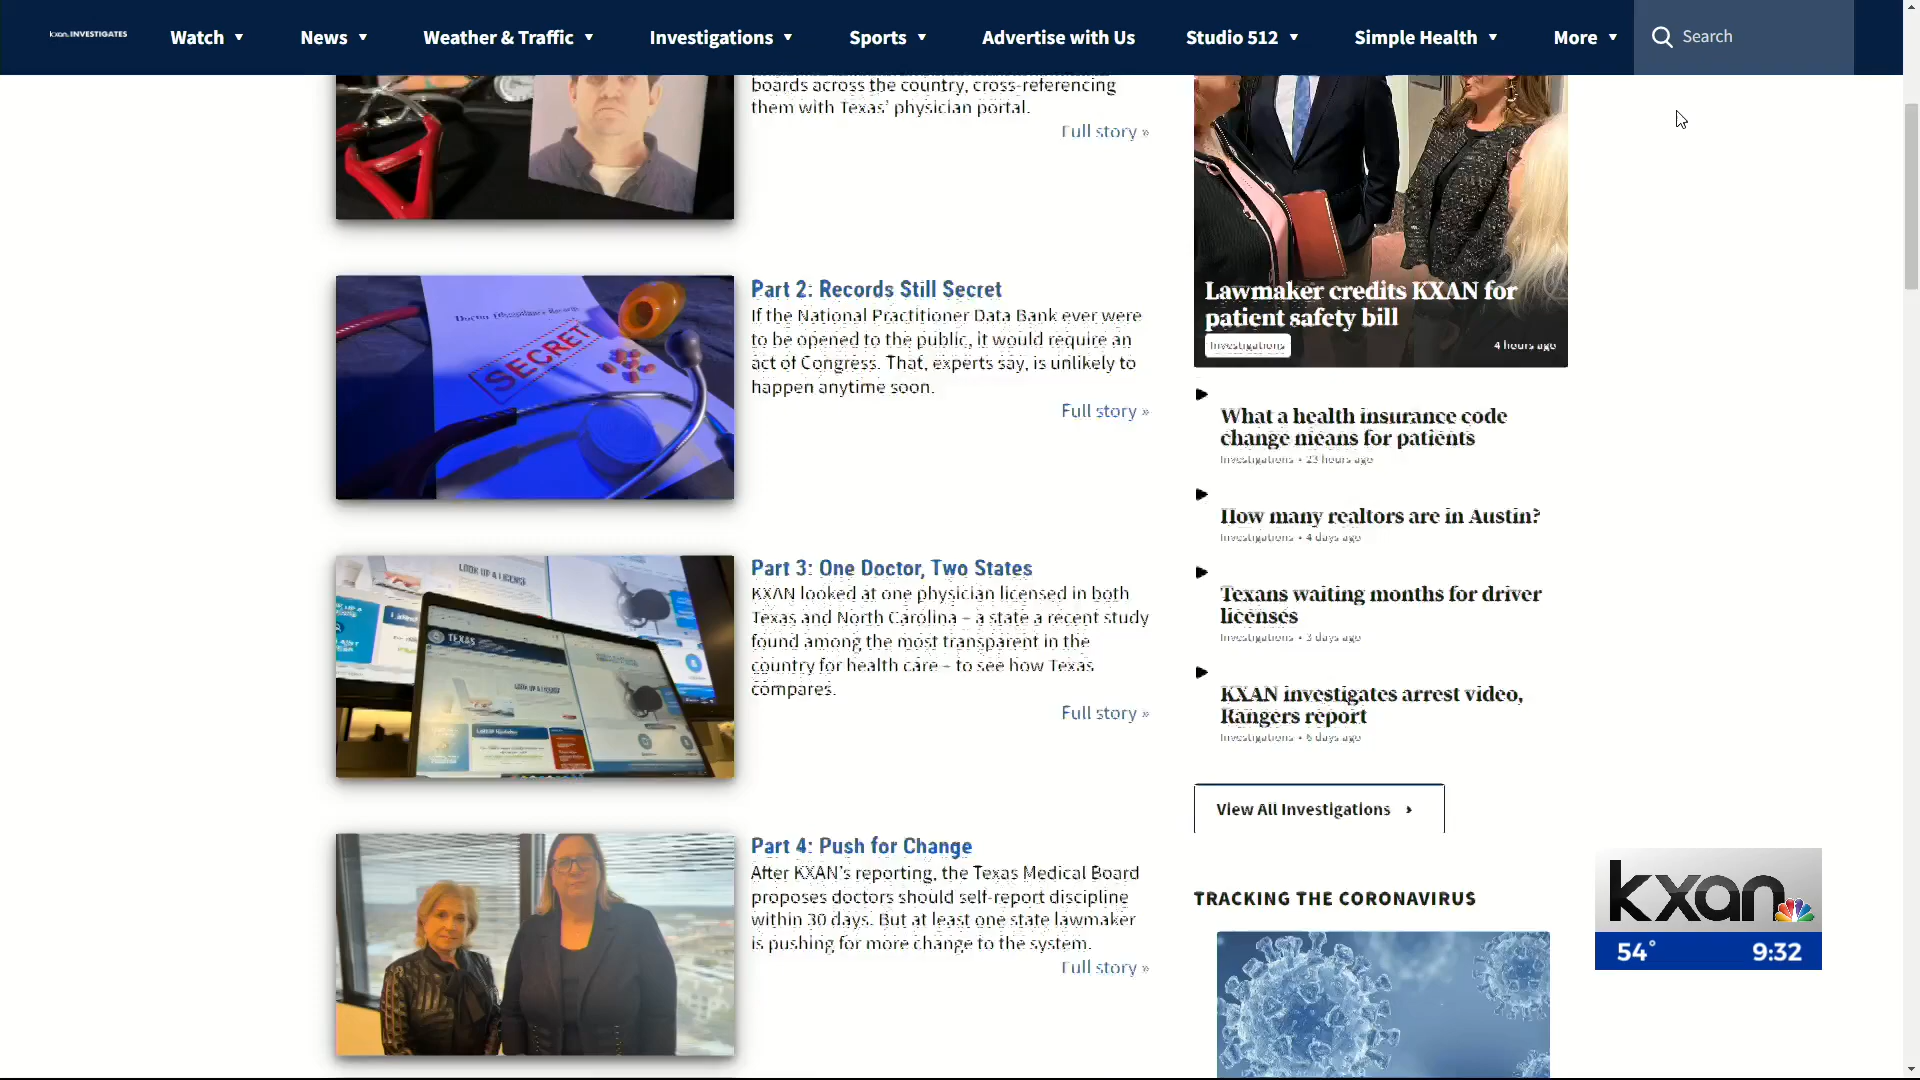 kxan INVESTIGATES
Watch
News
Weather & Traffic
Investigations
Sports
Advertise with Us
Studio 512
Simple Health
More
Search
boards across the country, cross-referencing
them with Texas' physician portal.
Full story »
Part 2: Records Still Secret
If the National Practitioner Data Bank ever were
to be opened to the public, it would require an
act of Congress. That, experts say, is unlikely to
happen anytime soon.
Full story »
SECRET
Part 3: One Doctor, Two States
KXAN looked at one physician licensed in both
Texas and North Carolina – a state a recent study
found among the most transparent in the
country for health care – to see how Texas
compares.
Full story »
LOOK UP A LICENSE
TEXAS
LOOK UP A LICENSE
Part 4: Push for Change
After KXAN's reporting, the Texas Medical Board
proposes doctors should self-report discipline
within 30 days. But at least one state lawmaker
is pushing for more change to the system.
Full story »
Lawmaker credits KXAN for
patient safety bill
Investigations
4 hours ago
What a health insurance code
change means for patients
Investigations • 23 hours ago
How many realtors are in Austin?
Investigations • 4 days ago
Texans waiting months for driver
licenses
Investigations • 3 days ago
KXAN investigates arrest video,
Rangers report
Investigations • 6 days ago
View All Investigations
TRACKING THE CORONAVIRUS
kxan
54° 9:32